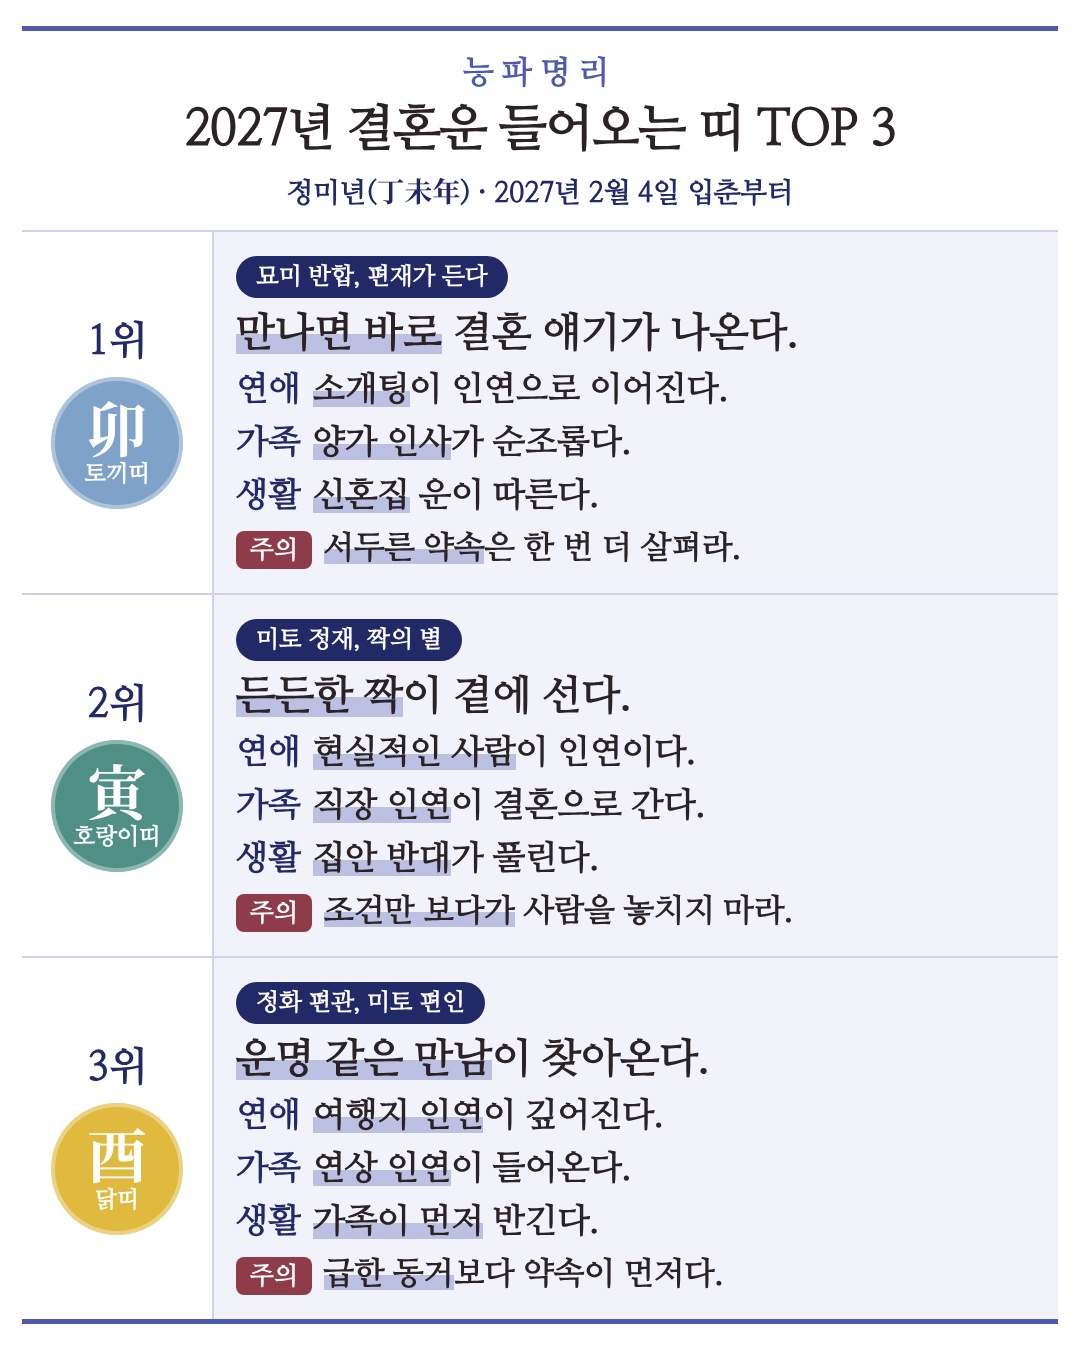 능파명리
2027년 결혼운 들어오는 띠 TOP 3
정미년(丁未年) · 2027년 2월 4일 입춘부터
1위
卯
토끼띠
묘미 반합, 편재가 든다
만나면 바로 결혼 얘기가 나온다.
연애 소개팅이 인연으로 이어진다.
가족 양가 인사가 순조롭다.
생활 신혼집 운이 따른다.
주의 서두른 약속은 한 번 더 살펴라.
2위
寅
호랑이띠
미토 정재, 짝의 별
든든한 짝이 곁에 선다.
연애 현실적인 사람이 인연이다.
가족 직장 인연이 결혼으로 간다.
생활 집안 반대가 풀린다.
주의 조건만 보다가 사람을 놓치지 마라.
3위
酉
닭띠
정화 편관, 미토 편인
운명 같은 만남이 찾아온다.
연애 여행지 인연이 깊어진다.
가족 연상 인연이 들어온다.
생활 가족이 먼저 반긴다.
주의 급한 동거보다 약속이 먼저다.